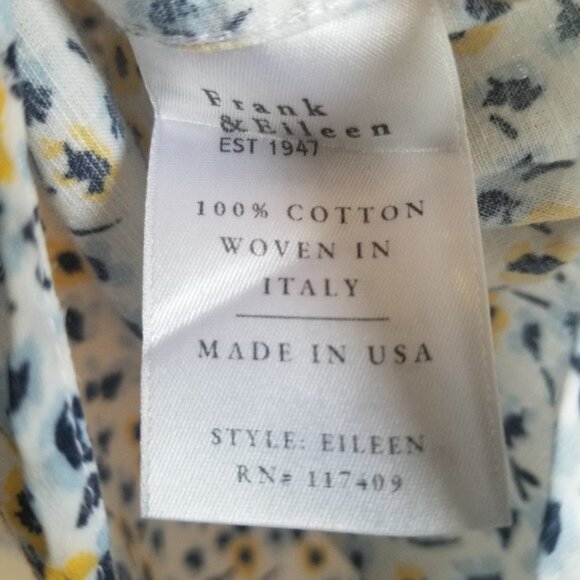 Frank
& Eileen
EST 1947
100% COTTON
WOVEN IN
ITALY
MADE IN USA
STYLE: EILEEN
RN# 117409